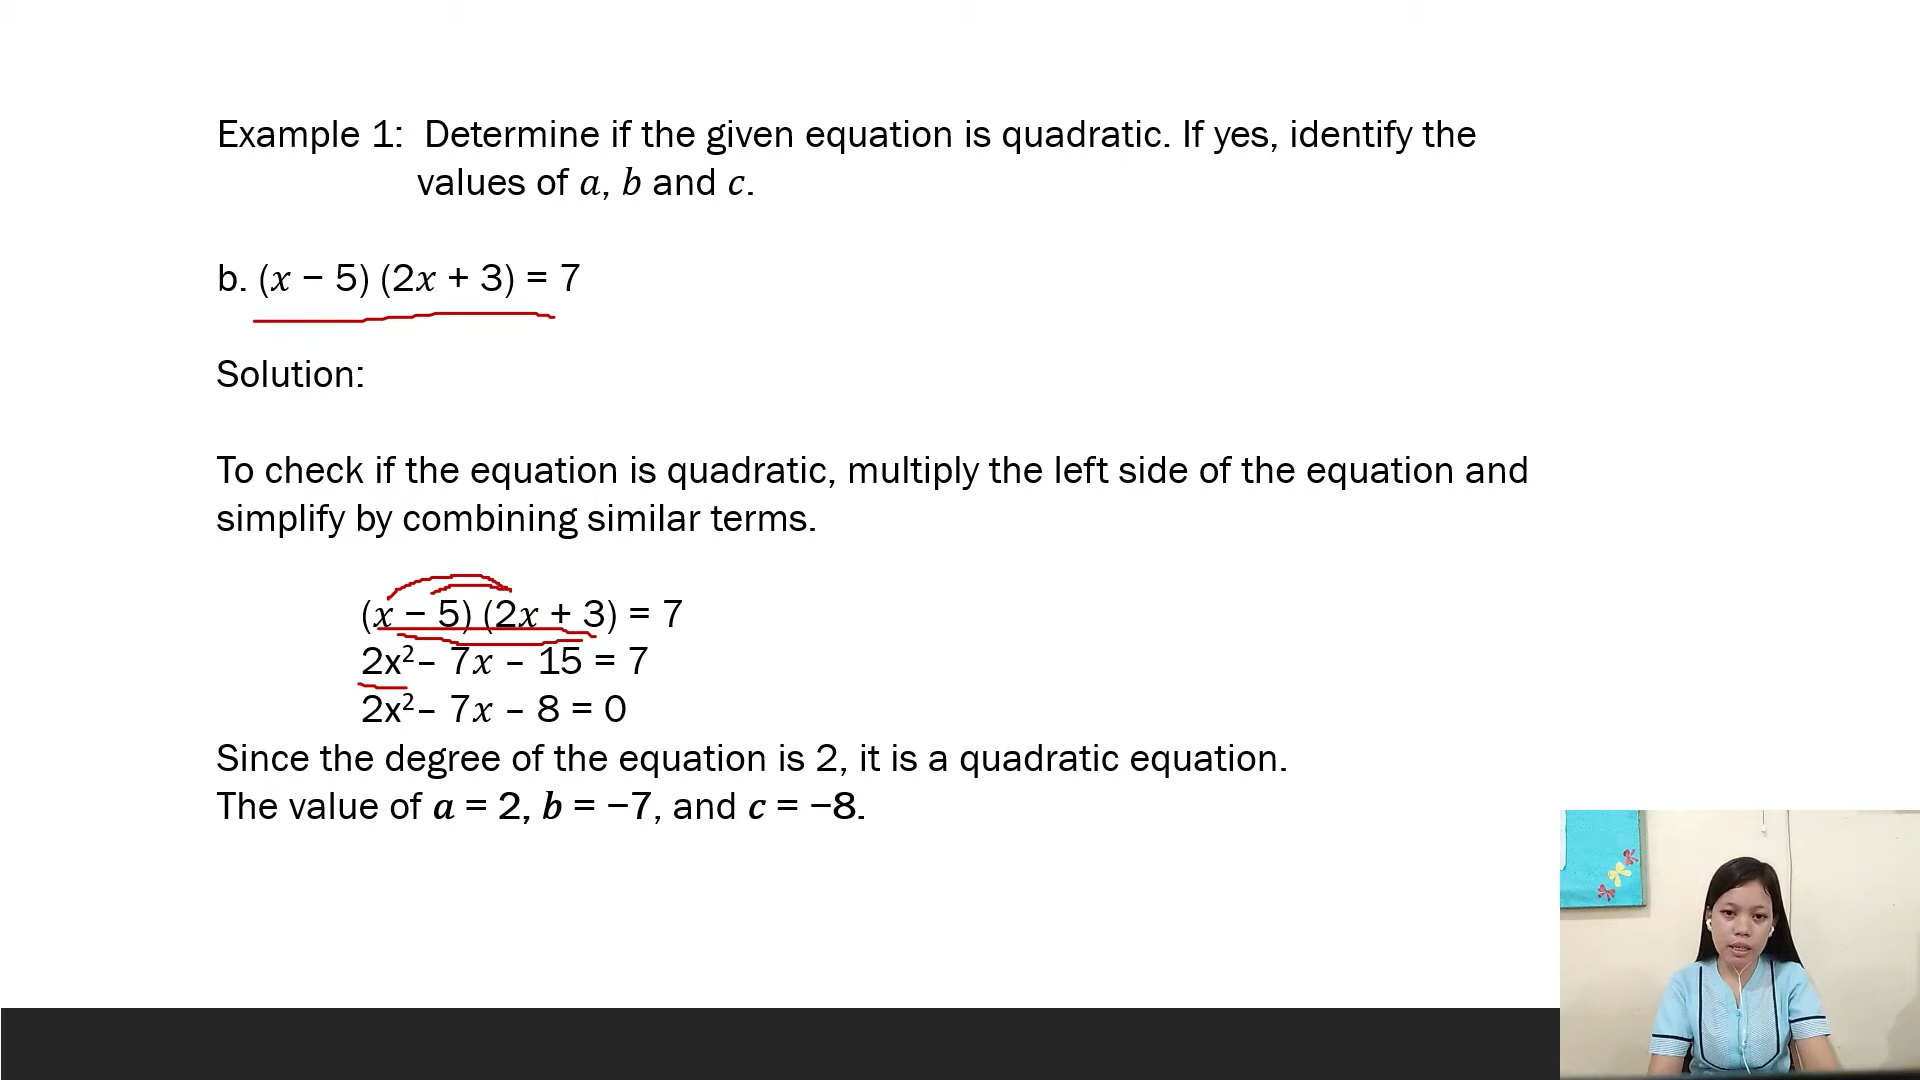 Example 1: Determine if the given equation is quadratic. If yes, identify the
values of a, b and c.
b. (x − 5) (2x + 3) = 7
Solution:
To check if the equation is quadratic, multiply the left side of the equation and
simplify by combining similar terms.
(x − 5) (2x + 3) = 7
2x²– 7x – 15 = 7
2x²– 7x – 8 = 0
Since the degree of the equation is 2, it is a quadratic equation.
The value of a = 2, b = −7, and c = −8.